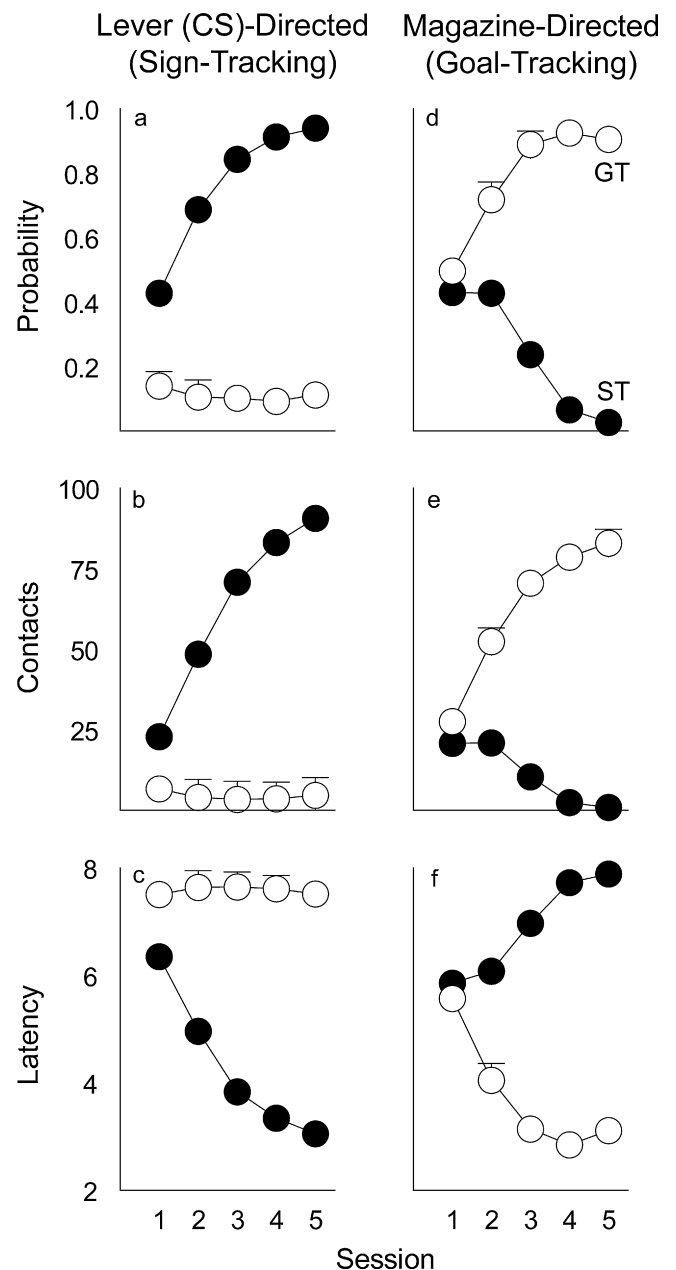 Lever (CS)-Directed
(Sign-Tracking)
Magazine-Directed
(Goal-Tracking)
Probability
1.0
0.8
0.6
0.4
0.2
a
d
GT
ST
Contacts
100
75
50
25
b
e
Latency
8
6
4
2
c
f
1 2 3 4 5
1 2 3 4 5
Session